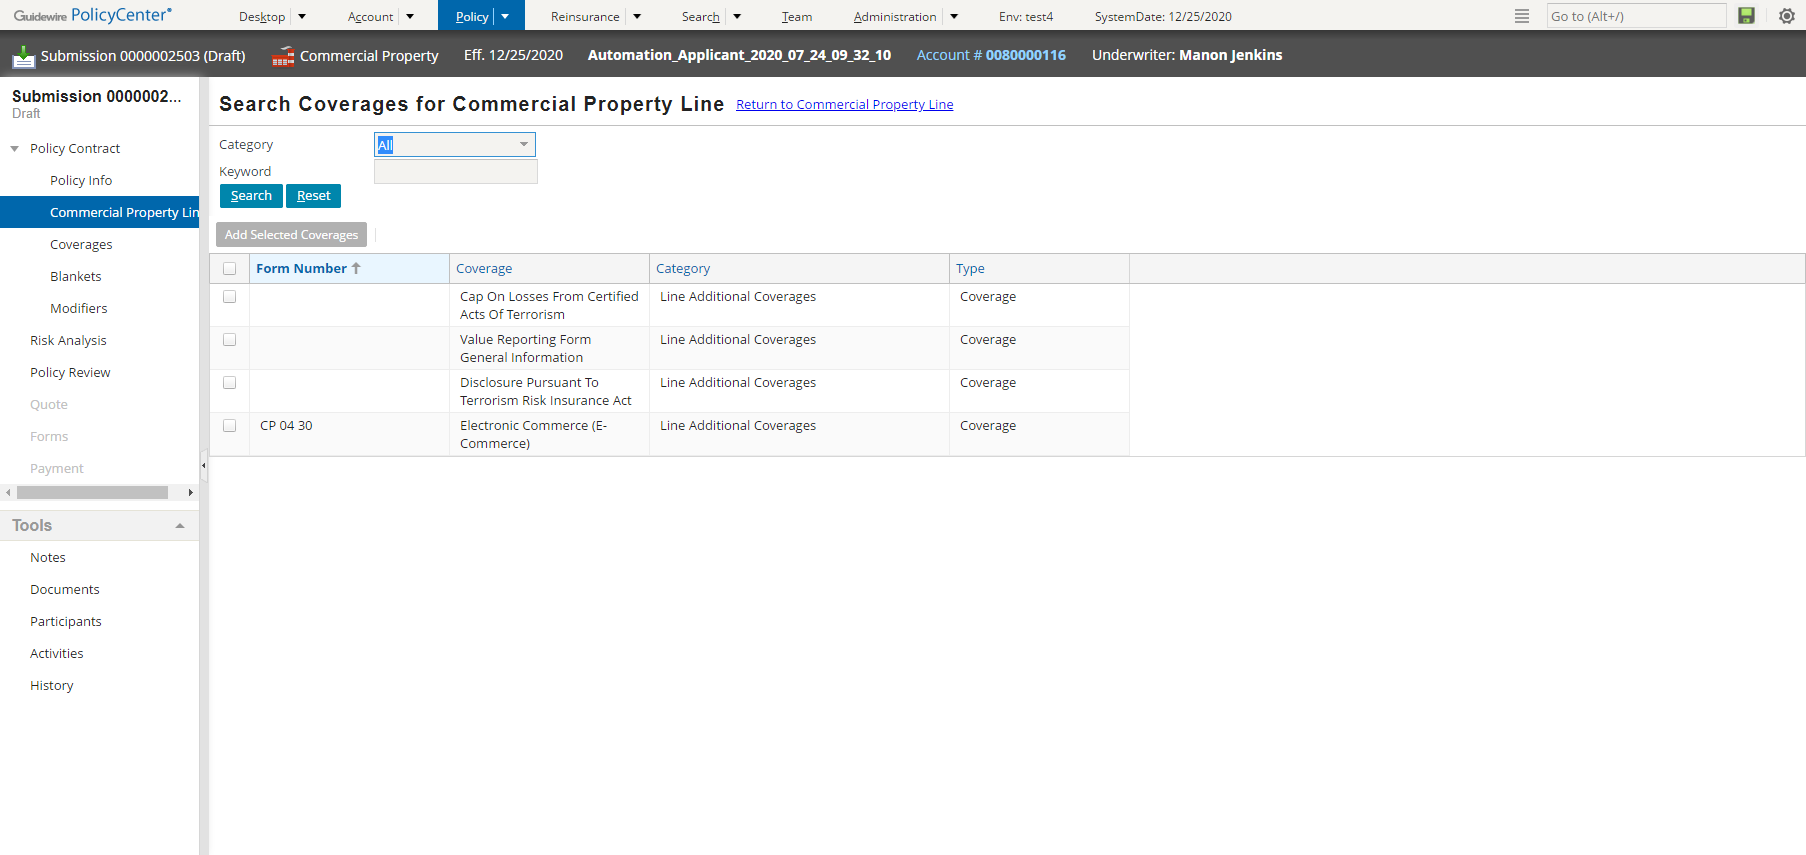 Guidewire PolicyCenter®
Desktop
Account
Policy
Reinsurance
Search
Team
Administration
Env: test4
SystemDate: 12/25/2020
Go to (Alt+/)
Submission 0000002503 (Draft)
Commercial Property
Eff. 12/25/2020
Automation_Applicant_2020_07_24_09_32_10
Account # 0080000116
Underwriter: Manon Jenkins
Submission 0000002...
Draft
Policy Contract
Policy Info
Commercial Property Lin
Coverages
Blankets
Modifiers
Risk Analysis
Policy Review
Quote
Forms
Payment
Tools
Notes
Documents
Participants
Activities
History
Search Coverages for Commercial Property Line
Return to Commercial Property Line
Category
All
Keyword
Search
Reset
Add Selected Coverages
Form Number
Coverage
Category
Type
Cap On Losses From Certified
Acts Of Terrorism
Line Additional Coverages
Coverage
Value Reporting Form
General Information
Line Additional Coverages
Coverage
Disclosure Pursuant To
Terrorism Risk Insurance Act
Line Additional Coverages
Coverage
CP 04 30
Electronic Commerce (E-
Commerce)
Line Additional Coverages
Coverage